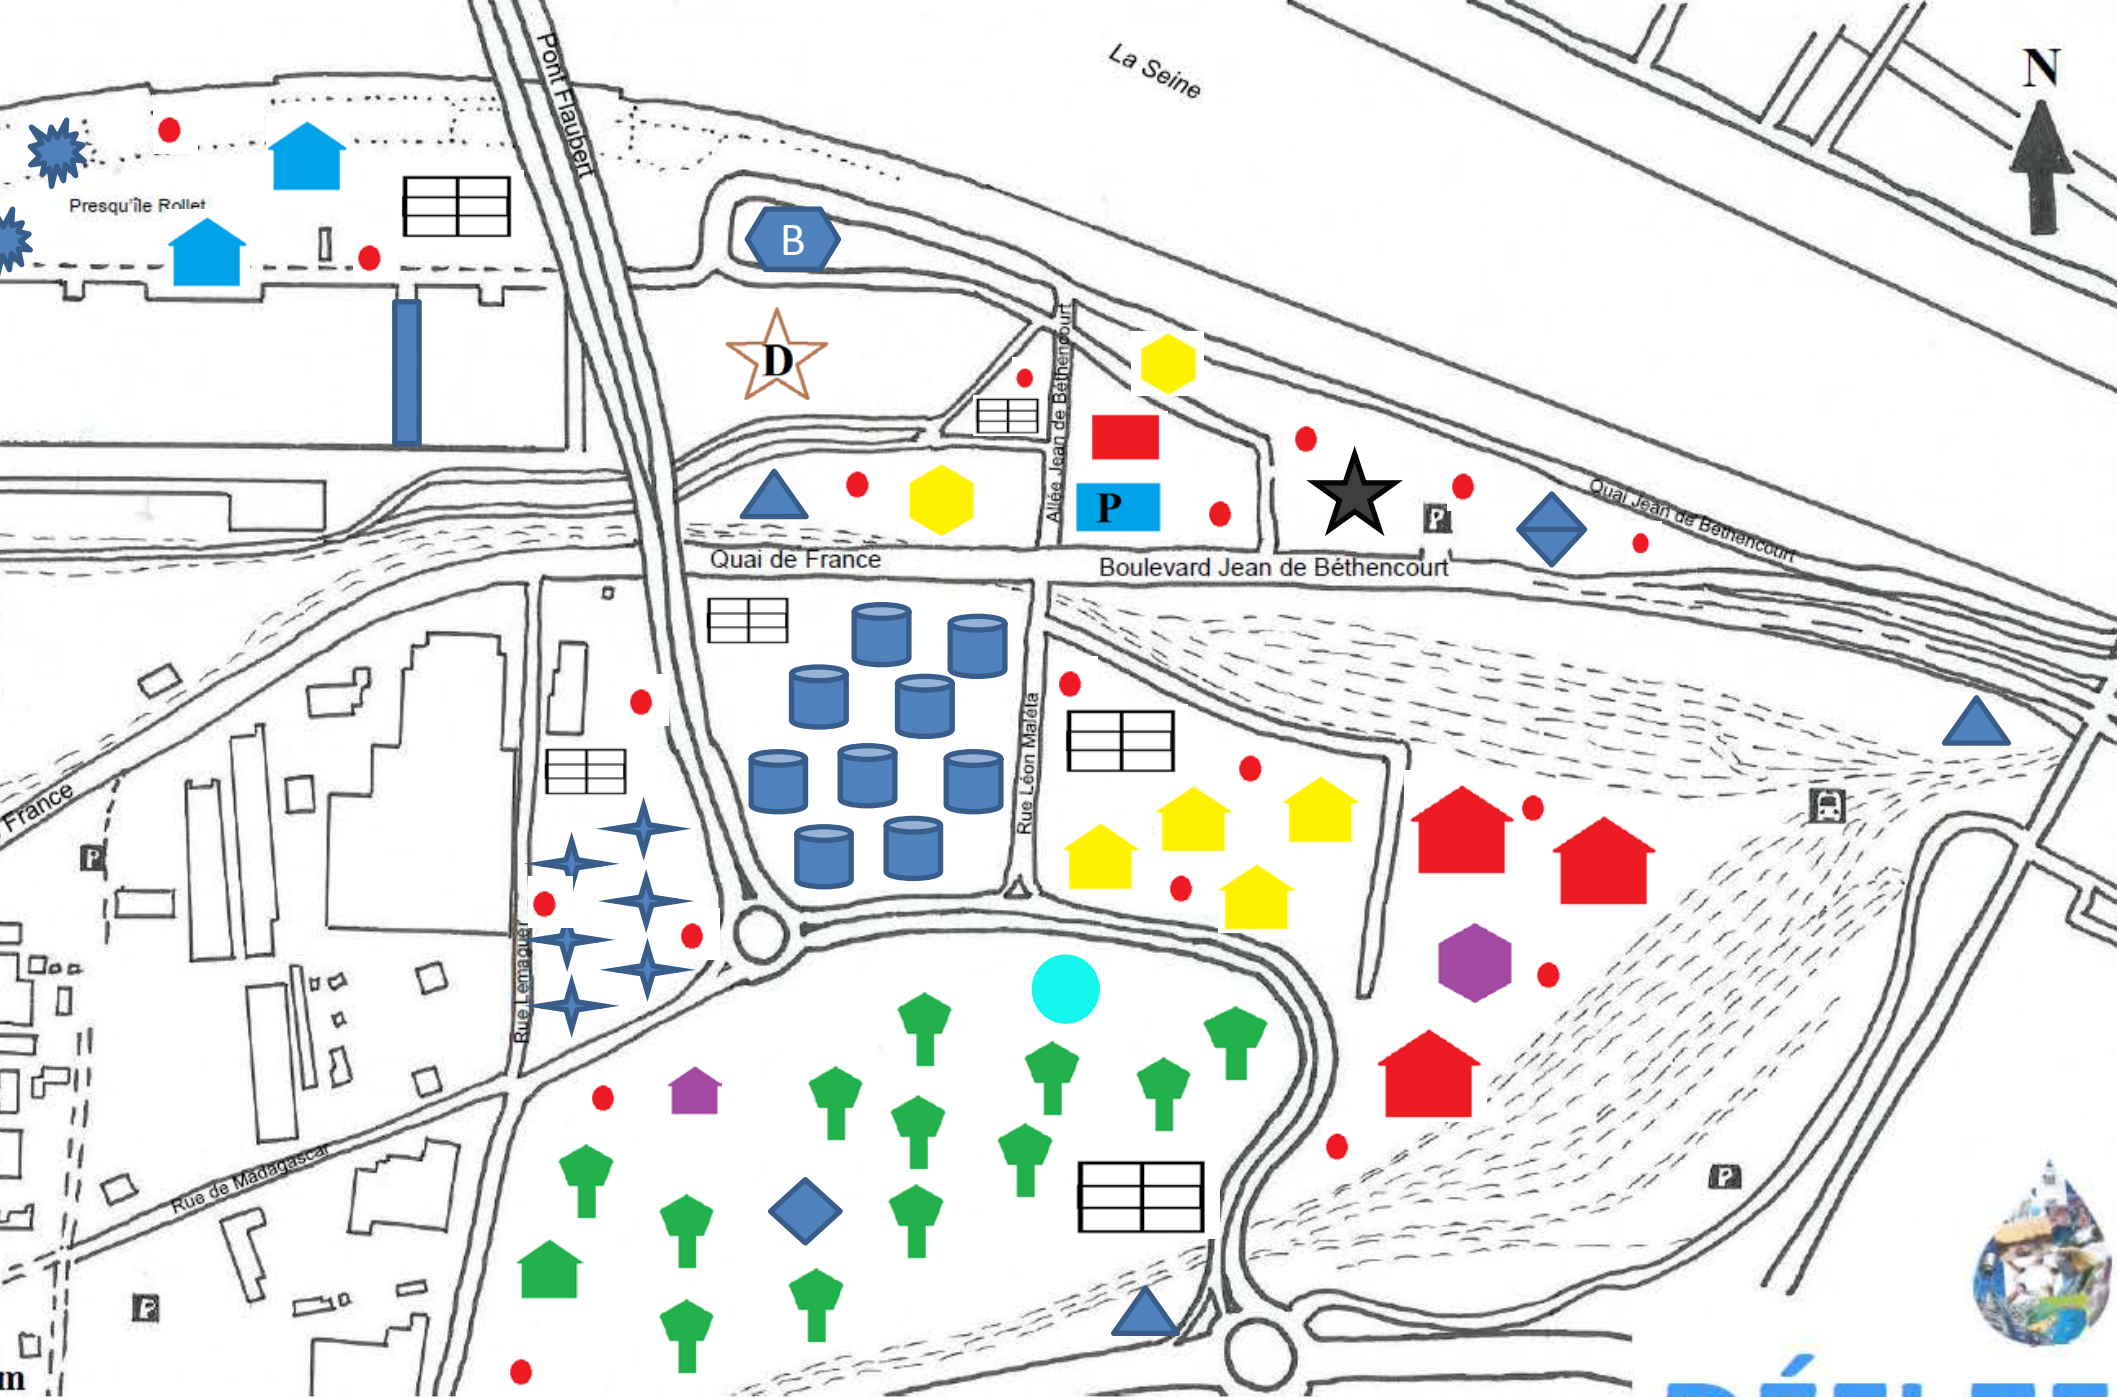 La Seine
N
Pont Flaubert
Presqu'île Rollet
B
D
Allée Jean de Béthencourt
P
P
Quai Jean de Béthencourt
Quai de France
Boulevard Jean de Béthencourt
Rue Léon Maléta
France
P
Rue Lemaquer
Rue de Madagascar
P
P
m